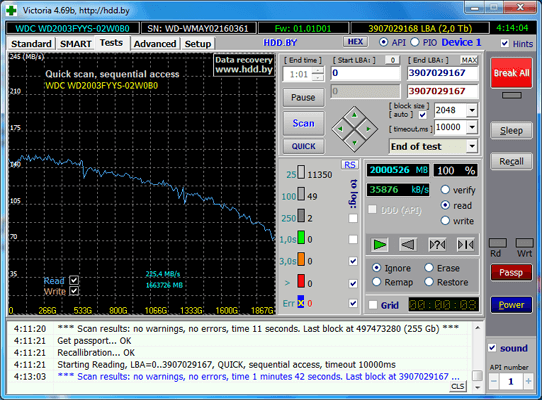 Victoria 4.69b, http://hdd.by
WDC WD2003FYYS-02W0B0 SN: WD-WMAY02160361 Fw: 01.01D01 3907029168 LBA (2,0 Tb) 4:14:04
Standard SMART Tests Advanced Setup HDD.BY HEX API PIO Device 1 Hints
245 (MB/s)
Quick scan, sequential access
WDC WD2003FYYS-02W0B0
Data recovery
www.hdd.by
215
175
145
105
70
35
Read
Write
225,4 MB/s
1663726 MB
0
266G 533G 800G 1067G 1333G 1600G 1867G
[ End time ] [ Start LBA: ] 0 [ End LBA: ] MAX
1:01 0 3907029167
Pause 0 3907029167
Scan
QUICK
[ block size ]
[ auto ] 2048
[ timeout,ms ] 10000
End of test
RS
to log:
25 11350
100 49
250 2
1,0s 0
3,0s 0
> 0
Err 0
2000526 MB 100 %
35876 kB/s
verify
read
write
DDD (API)
Ignore Erase
Remap Restore
Grid 00:00:03
Break All
Sleep
Recall
Rd Wrt
Passp
Power
sound
API number
1
4:11:20 *** Scan results: no warnings, no errors, time 11 seconds. Last block at 497473280 (255 Gb) ***
4:11:21 Get passport... OK
4:11:21 Recallibration... OK
4:11:21 Starting Reading, LBA=0..3907029167, QUICK, sequential access, timeout 10000ms
4:13:03 *** Scan results: no warnings, no errors, time 1 minutes 42 seconds. Last block at 3907029167 ...
CLS